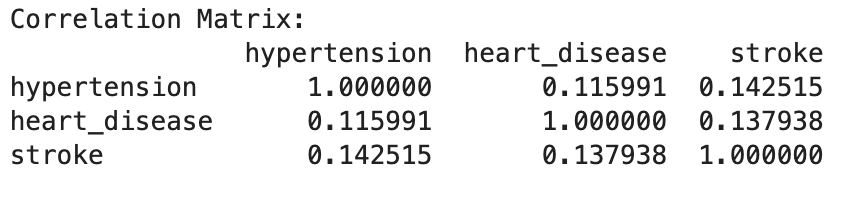 Correlation Matrix:
               hypertension  heart_disease    stroke
hypertension       1.000000       0.115991  0.142515
heart_disease      0.115991       1.000000  0.137938
stroke             0.142515       0.137938  1.000000